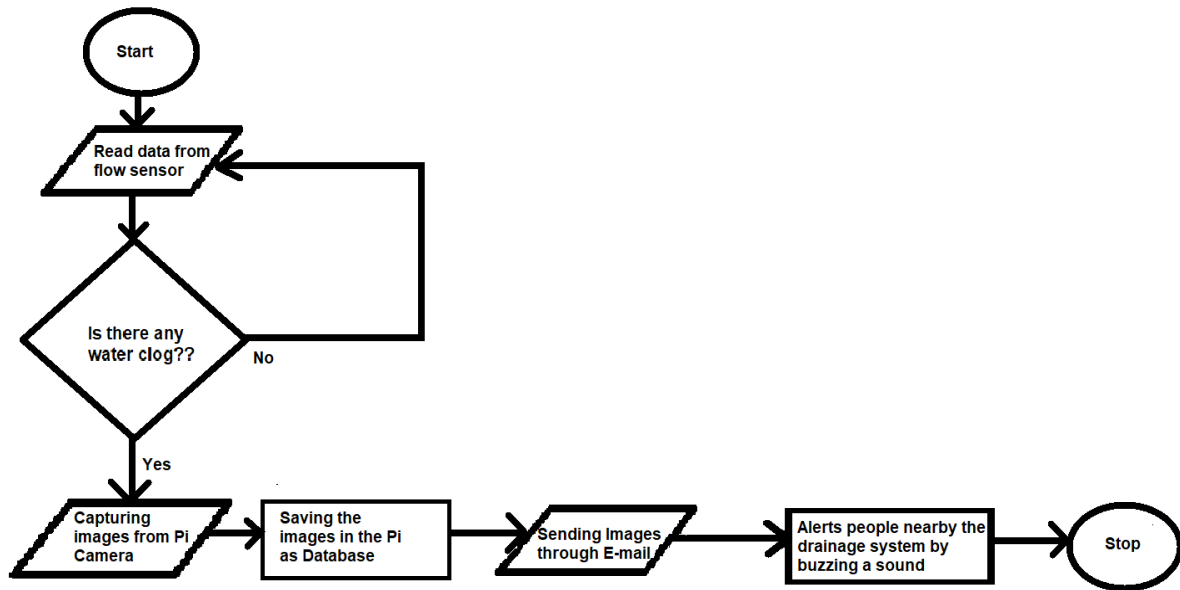 Start
Read data from
flow sensor
Is there any
water clog??
No
Yes
Capturing
images from Pi
Camera
Saving the
images in the Pi
as Database
Sending Images
through E-mail
Alerts people nearby the
drainage system by
buzzing a sound
Stop